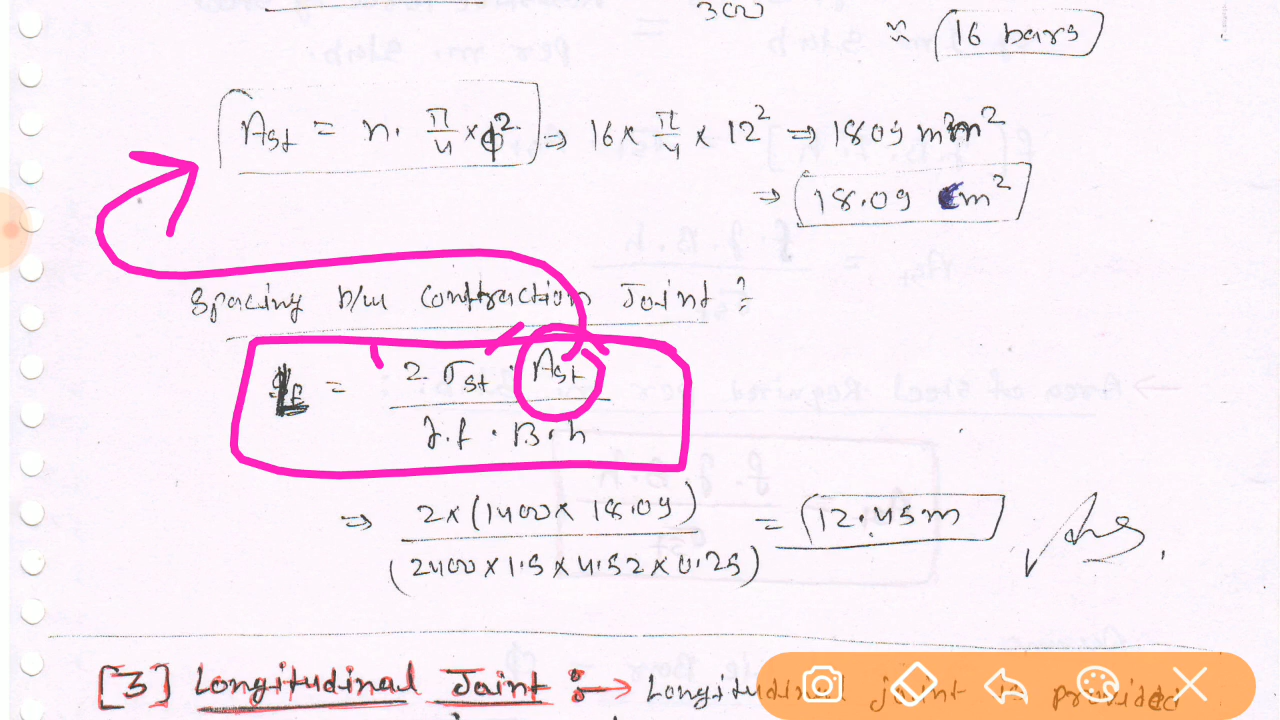 300
≈ 16 bars
Ast = n. π/4 × ϕ² ⇒ 16 × π/4 × 12² ⇒ 1809 mm²
⇒ 18.09 cm²
Spacing b/w Contraction Joint :
Lc = 2. σst . Ast / γ.f . B.h
⇒ 2×(1400 × 18.09) / (2400 × 1.5 × 4.52 × 0.25) = 12.45m Ans.
[3] Longitudinal Joint :→ Longitudinal joint is provided